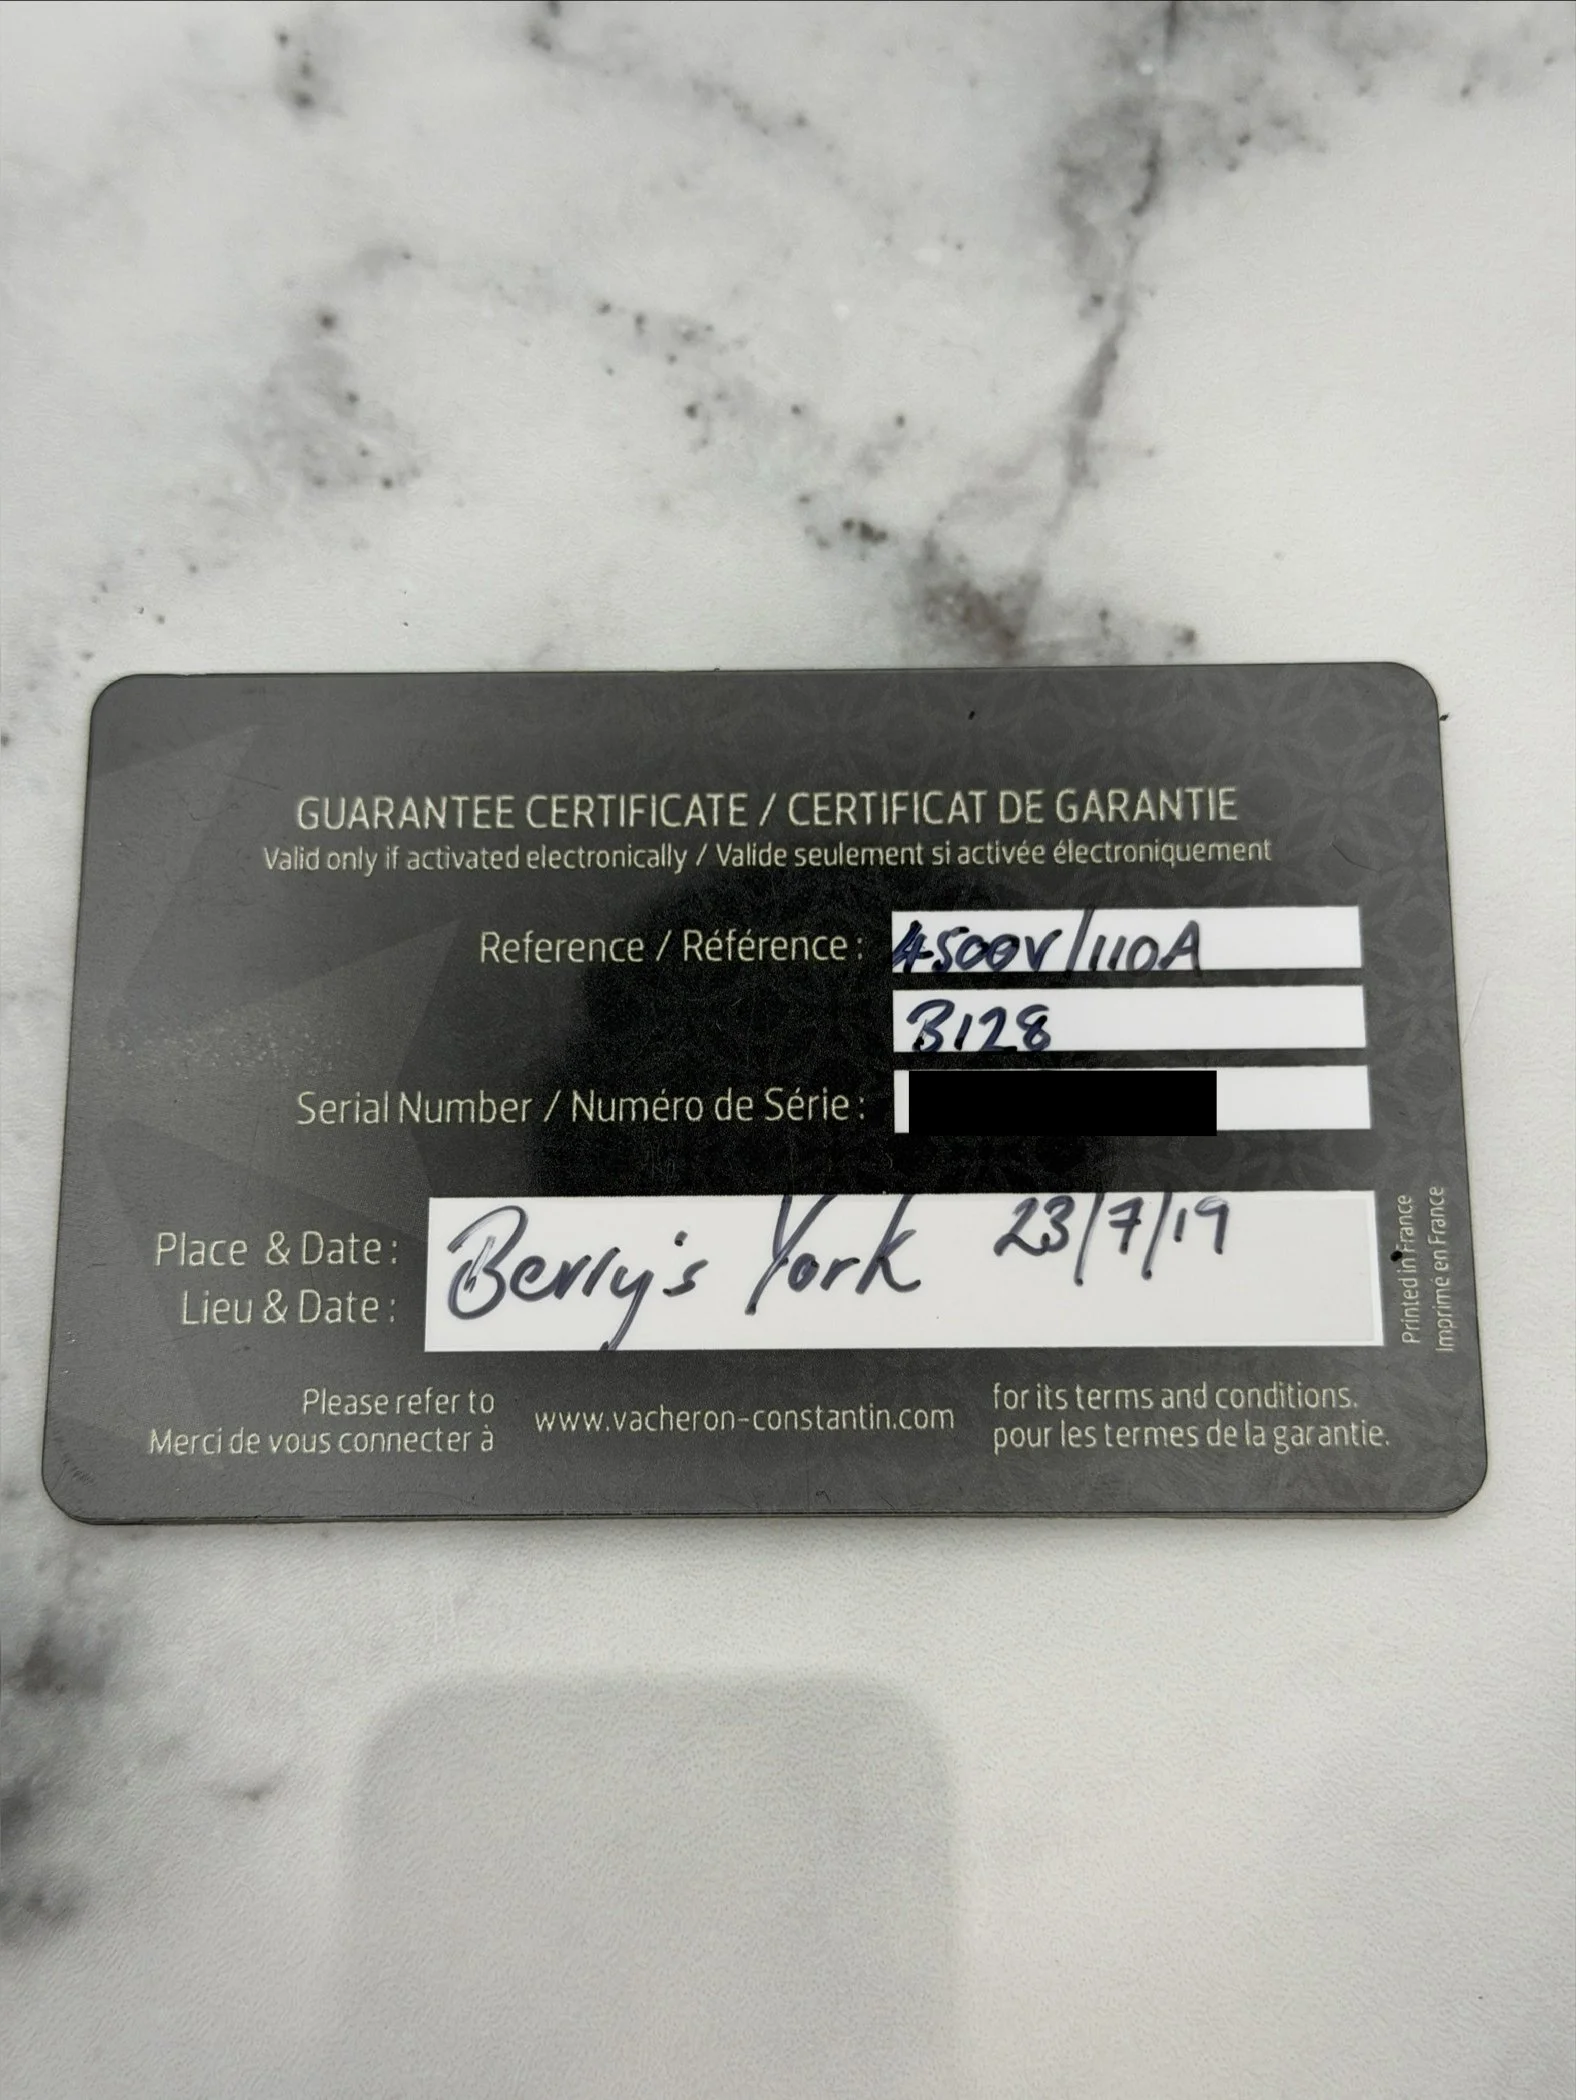 GUARANTEE CERTIFICATE / CERTIFICAT DE GARANTIE
Valid only if activated electronically / Valide seulement si activée électroniquement
Reference / Référence : 4500V/110A
B128
Serial Number / Numéro de Série :
Place & Date :
Lieu & Date :
Berry's York 23/7/19
Printed in France
Imprimé en France
Please refer to
Merci de vous connecter à
www.vacheron-constantin.com
for its terms and conditions.
pour les termes de la garantie.